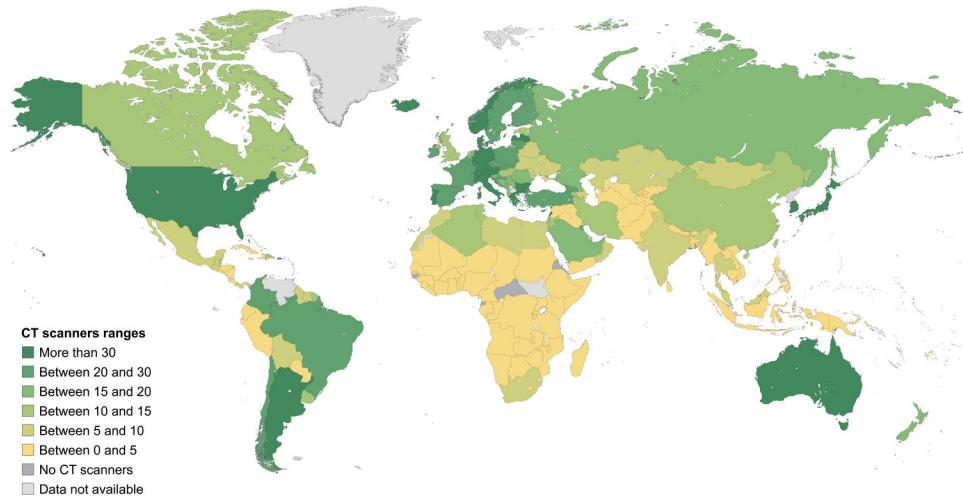 CT scanners ranges
More than 30
Between 20 and 30
Between 15 and 20
Between 10 and 15
Between 5 and 10
Between 0 and 5
No CT scanners
Data not available